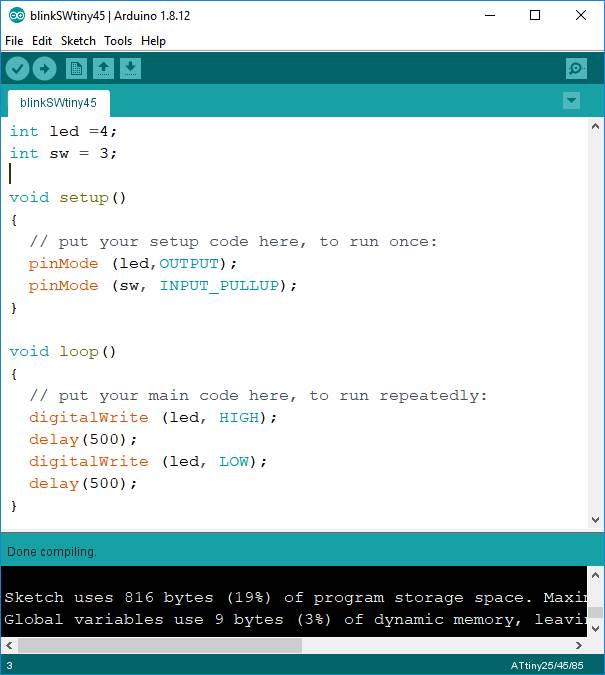 blinkSWtiny45 | Arduino 1.8.12
File Edit Sketch Tools Help
blinkSWtiny45
int led =4;
int sw = 3;
void setup()
{
  // put your setup code here, to run once:
  pinMode (led,OUTPUT);
  pinMode (sw, INPUT_PULLUP);
}
void loop()
{
  // put your main code here, to run repeatedly:
  digitalWrite (led, HIGH);
  delay(500);
  digitalWrite (led, LOW);
  delay(500);
}
Done compiling.
Sketch uses 816 bytes (19%) of program storage space.
Global variables use 9 bytes (3%) of dynamic memory,
3 ATtiny25/45/85